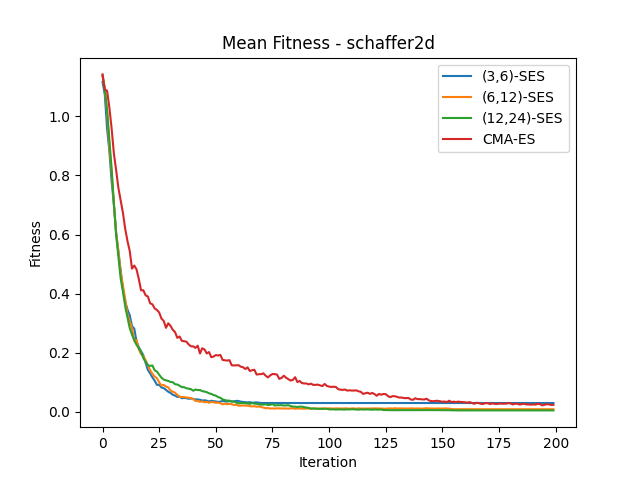 Mean Fitness - schaffer2d
(3,6)-SES
(6,12)-SES
(12,24)-SES
CMA-ES
Fitness
1.0
0.8
0.6
0.4
0.2
0.0
0 25 50 75 100 125 150 175 200
Iteration